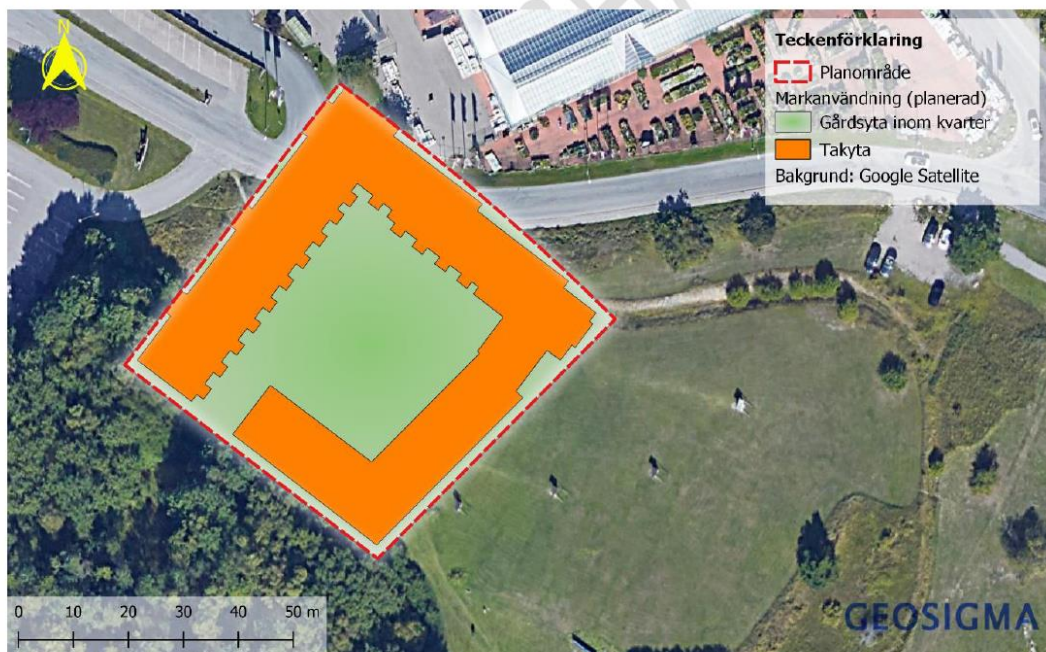 N
Teckenförklaring
Planområde
Markanvändning (planerad)
Gårdsyta inom kvarter
Takyta
Bakgrund: Google Satellite
0 10 20 30 40 50 m
GEOSIGMA